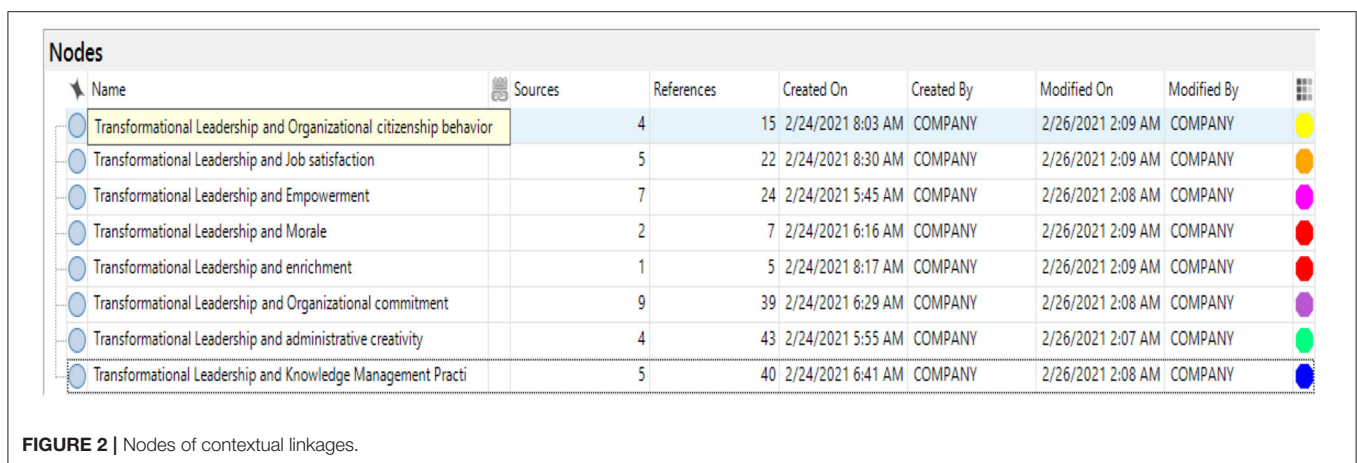 Nodes
Name Sources References Created On Created By Modified On Modified By
Transformational Leadership and Organizational citizenship behavior 4 15 2/24/2021 8:03 AM COMPANY 2/26/2021 2:09 AM COMPANY
Transformational Leadership and Job satisfaction 5 22 2/24/2021 8:30 AM COMPANY 2/26/2021 2:09 AM COMPANY
Transformational Leadership and Empowerment 7 24 2/24/2021 5:45 AM COMPANY 2/26/2021 2:08 AM COMPANY
Transformational Leadership and Morale 2 7 2/24/2021 6:16 AM COMPANY 2/26/2021 2:09 AM COMPANY
Transformational Leadership and enrichment 1 5 2/24/2021 8:17 AM COMPANY 2/26/2021 2:09 AM COMPANY
Transformational Leadership and Organizational commitment 9 39 2/24/2021 6:29 AM COMPANY 2/26/2021 2:08 AM COMPANY
Transformational Leadership and administrative creativity 4 43 2/24/2021 5:55 AM COMPANY 2/26/2021 2:07 AM COMPANY
Transformational Leadership and Knowledge Management Practi 5 40 2/24/2021 6:41 AM COMPANY 2/26/2021 2:08 AM COMPANY
FIGURE 2 | Nodes of contextual linkages.